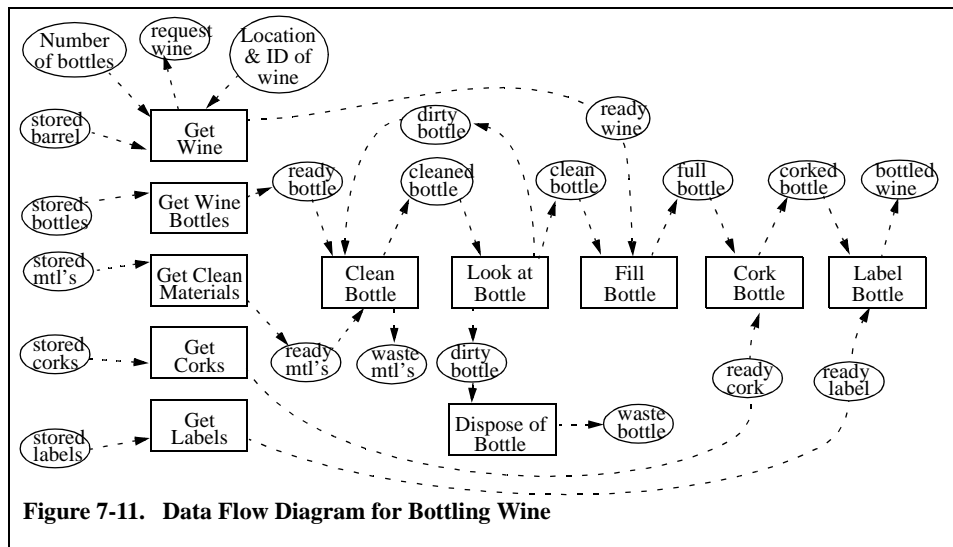 Number
of bottles
request
wine
Location
& ID of
wine
stored
barrel
Get
Wine
dirty
bottle
ready
wine
stored
bottles
Get Wine
Bottles
ready
bottle
cleaned
bottle
clean
bottle
full
bottle
corked
bottle
bottled
wine
stored
mtl's
Get Clean
Materials
Clean
Bottle
Look at
Bottle
Fill
Bottle
Cork
Bottle
Label
Bottle
stored
corks
Get
Corks
ready
mtl's
waste
mtl's
dirty
bottle
ready
cork
ready
label
stored
labels
Get
Labels
Dispose of
Bottle
waste
bottle
Figure 7-11. Data Flow Diagram for Bottling Wine